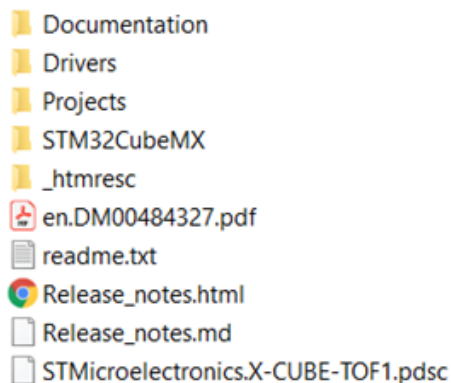 Documentation
Drivers
Projects
STM32CubeMX
_htmresc
en.DM00484327.pdf
readme.txt
Release_notes.html
Release_notes.md
STMicroelectronics.X-CUBE-TOF1.pdsc